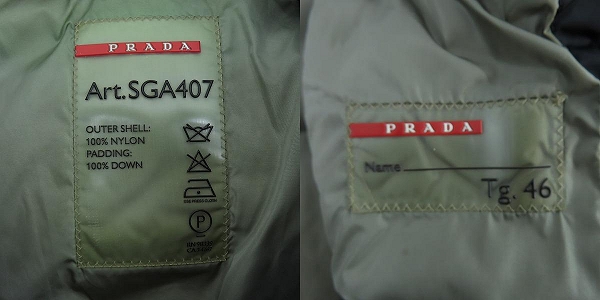 PRADA
Art.SGA407
OUTER SHELL:
100% NYLON
PADDING:
100% DOWN
P
PRADA
Name
Tg. 46